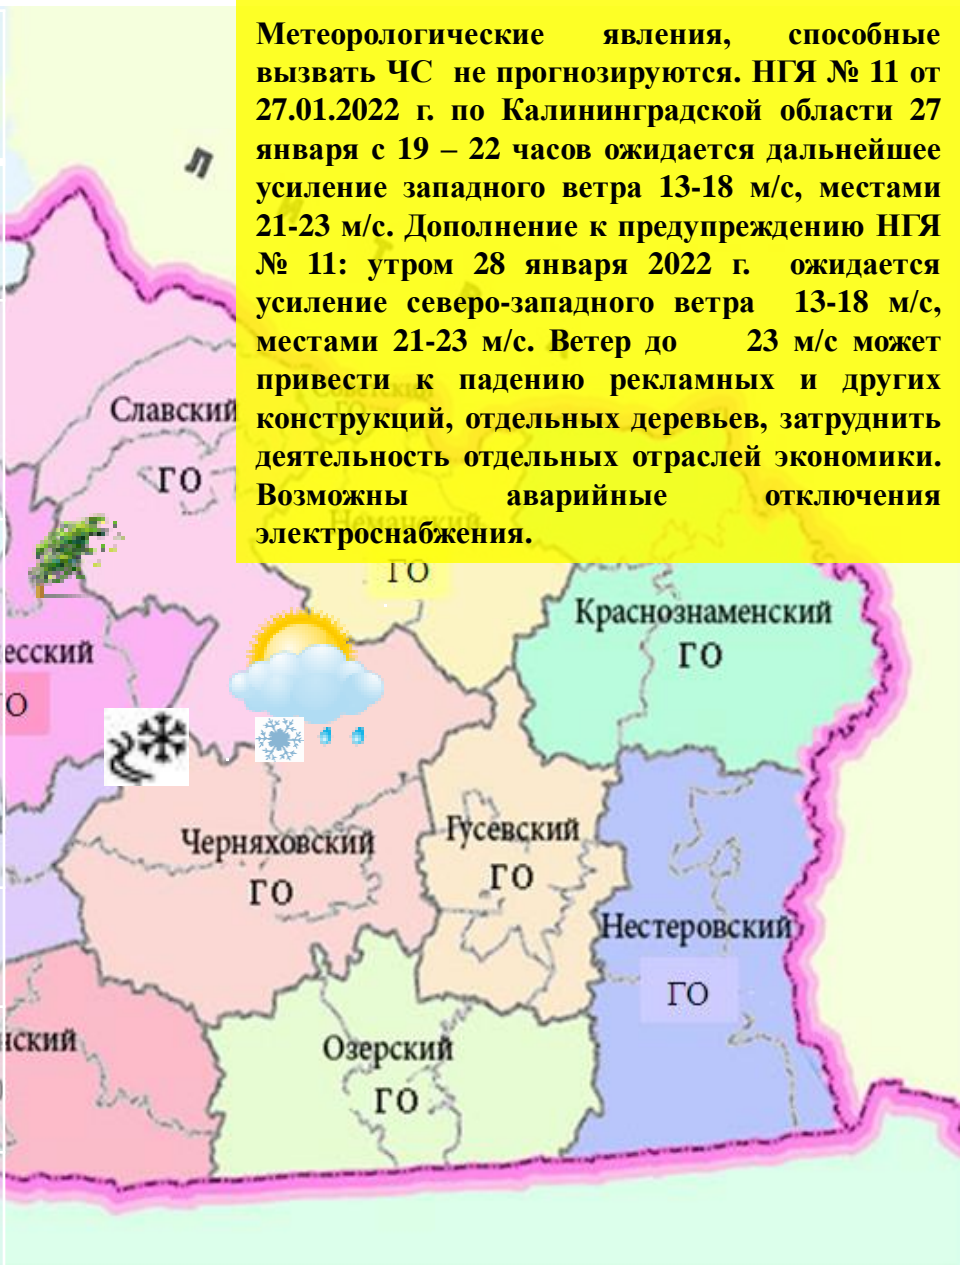 Метеорологические явления, способные
вызвать ЧС не прогнозируются. НГЯ № 11 от
27.01.2022 г. по Калининградской области 27
января с 19 – 22 часов ожидается дальнейшее
усиление западного ветра 13-18 м/с, местами
21-23 м/с. Дополнение к предупреждению НГЯ
№ 11: утром 28 января 2022 г. ожидается
усиление северо-западного ветра 13-18 м/с,
местами 21-23 м/с. Ветер до 23 м/с может
привести к падению рекламных и других
конструкций, отдельных деревьев, затруднить
деятельность отдельных отраслей экономики.
Возможны аварийные отключения
электроснабжения.
Л
Славский
ГО
Неманский
ГО
Краснознаменский
ГО
есский
О
Черняховский
ГО
Гусевский
ГО
Нестеровский
ГО
нский
Озерский
ГО